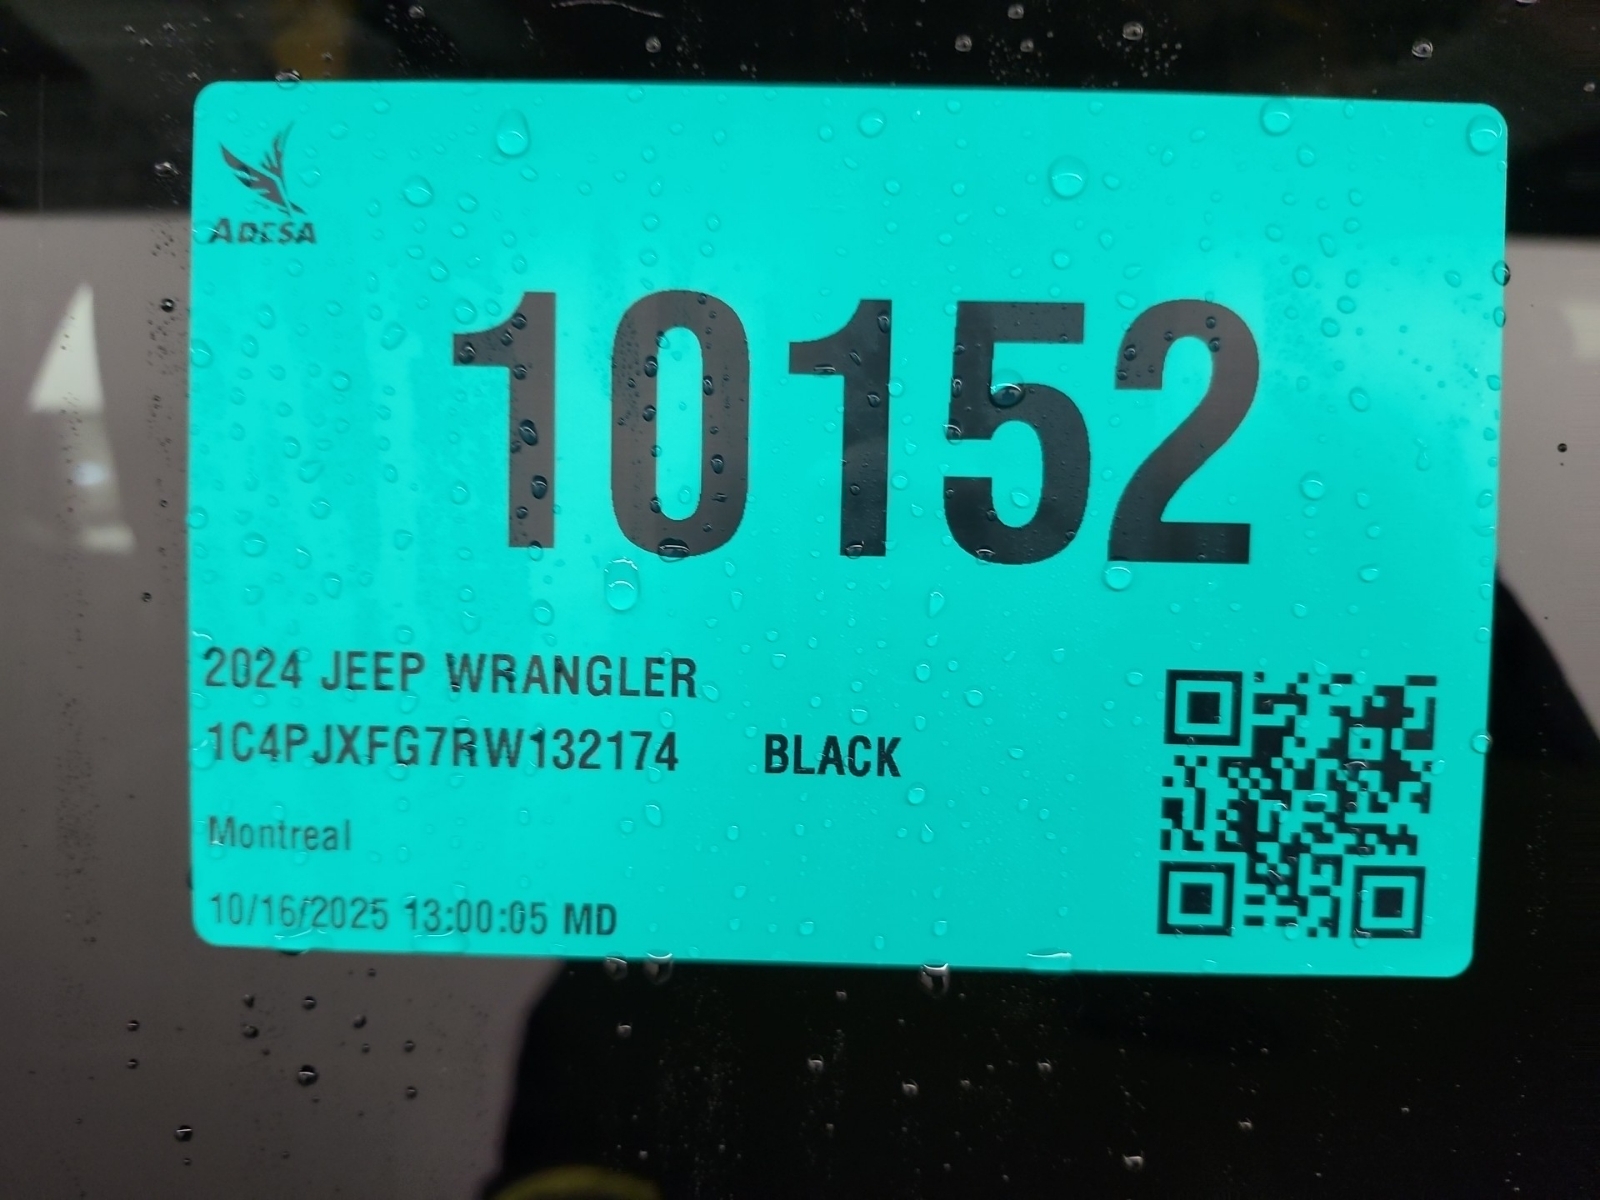 ADESA
10152
2024 JEEP WRANGLER
1C4PJXFG7RW132174 BLACK
Montreal
10/16/2025 13:00:05 MD